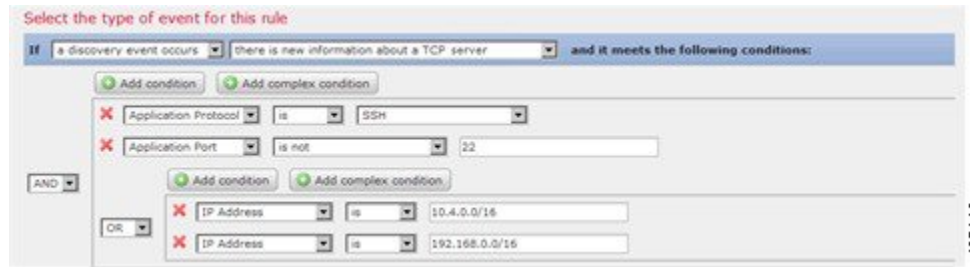 Select the type of event for this rule
If a discovery event occurs there is new information about a TCP server and it meets the following conditions:
Add condition Add complex condition
Application Protocol is SSH
Application Port is not 22
AND
Add condition Add complex condition
IP Address is 10.4.0.0/16
OR
IP Address is 192.168.0.0/16